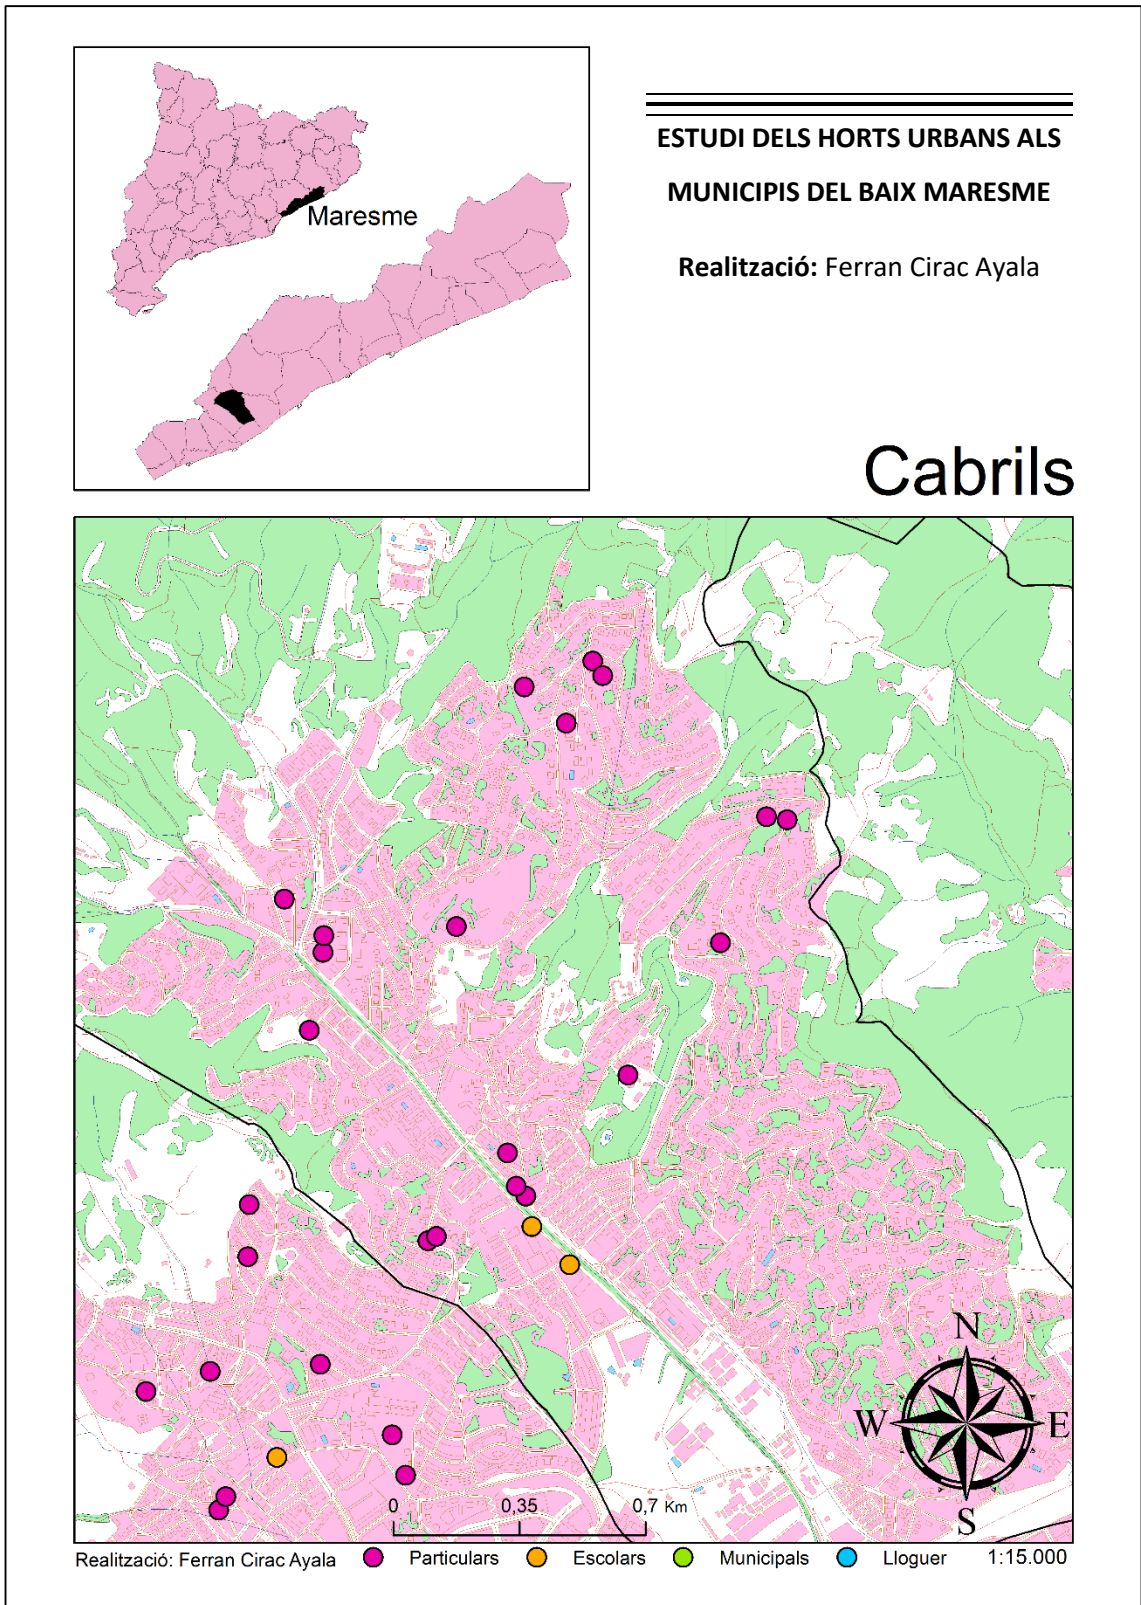 Maresme
ESTUDI DELS HORTS URBANS ALS
MUNICIPIS DEL BAIX MARESME
Realització: Ferran Cirac Ayala
Cabrils
N
W E
S
0 0,35 0,7 Km
Realització: Ferran Cirac Ayala Particulars Escolars Municipals Lloguer 1:15.000